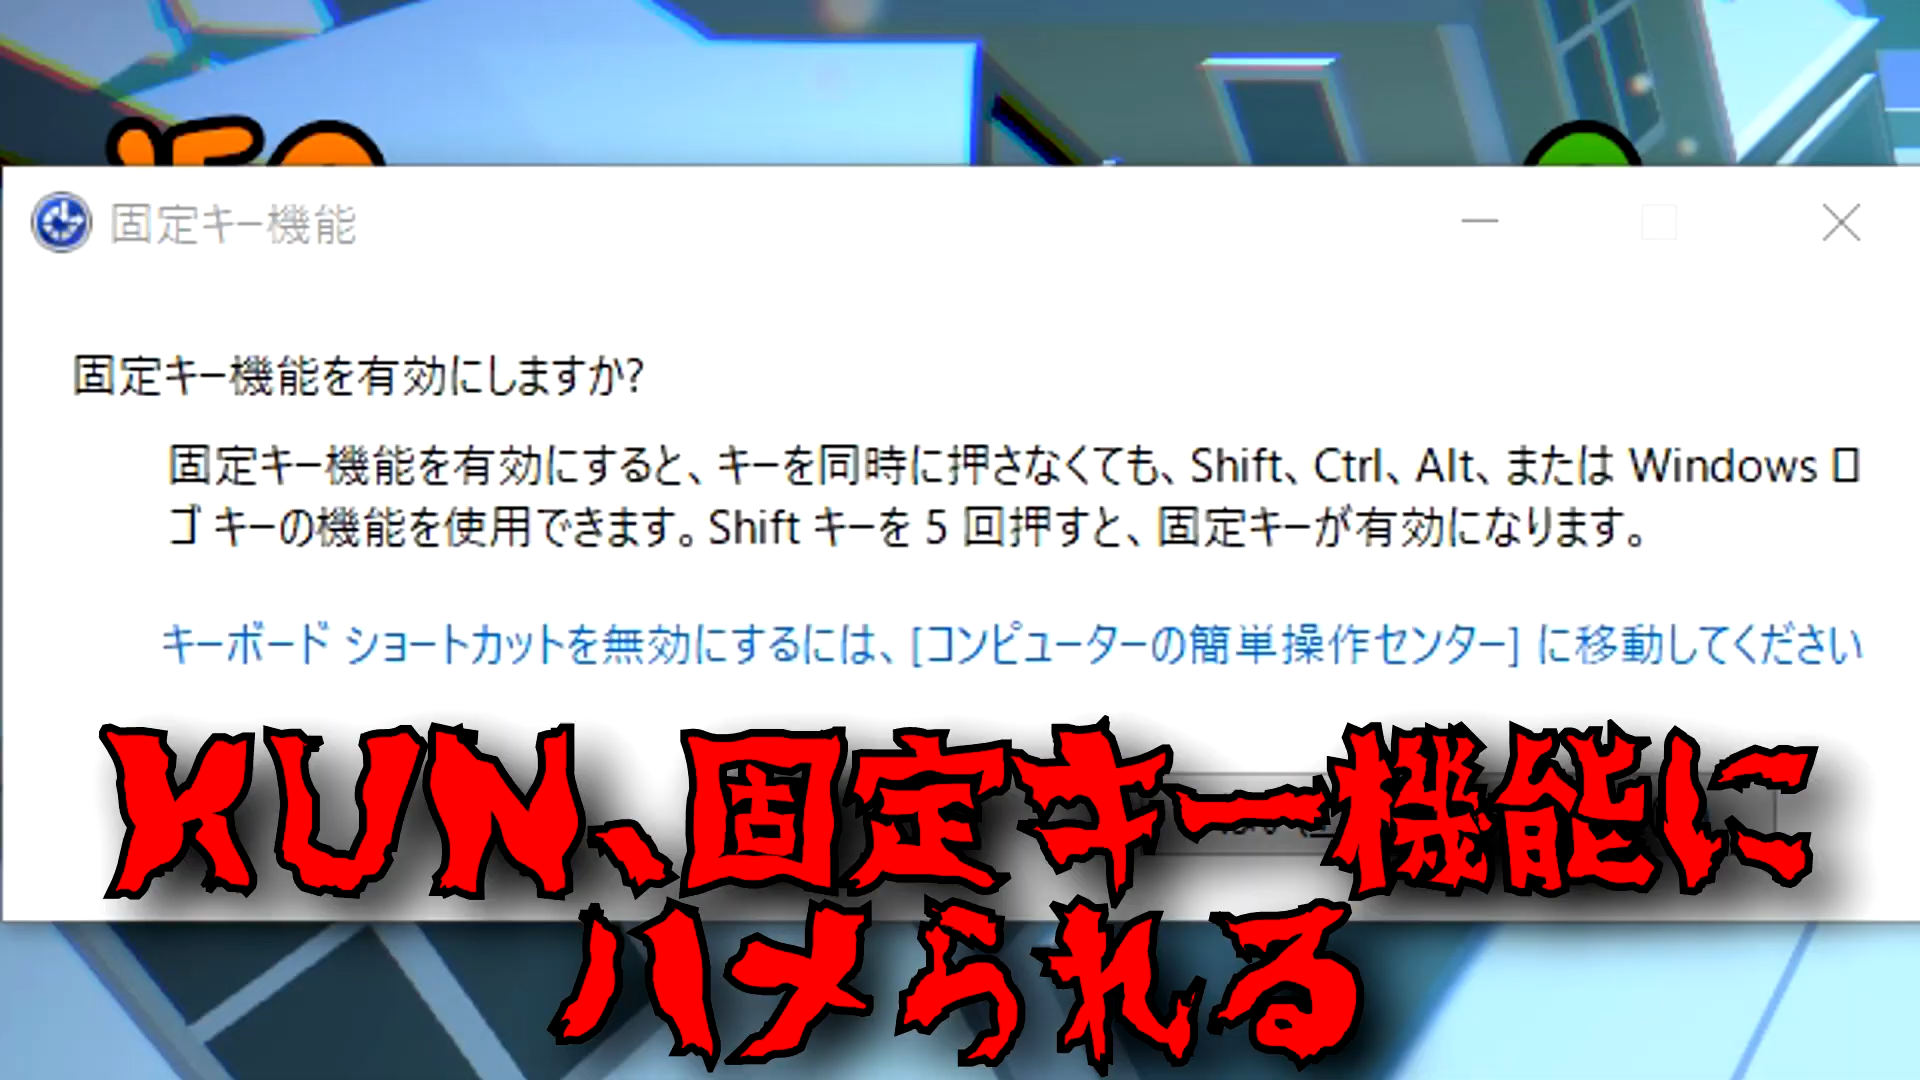 固定キー機能
固定キー機能を有効にしますか?
固定キー機能を有効にすると、キーを同時に押さなくても、Shift、Ctrl、Alt、または Windows ロ
ゴ キーの機能を使用できます。Shift キーを 5 回押すと、固定キーが有効になります。
キーボード ショートカットを無効にするには、[コンピューターの簡単操作センター] に移動してください
KUN、固定キー機能に
ハメられる